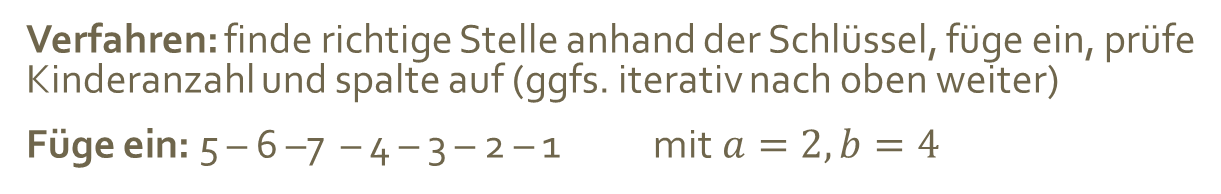 Verfahren: finde richtige Stelle anhand der Schlüssel, füge ein, prüfe
Kinderanzahl und spalte auf (ggfs. iterativ nach oben weiter)
Füge ein: 5 – 6 –7 – 4 – 3 – 2 – 1 mit a = 2, b = 4